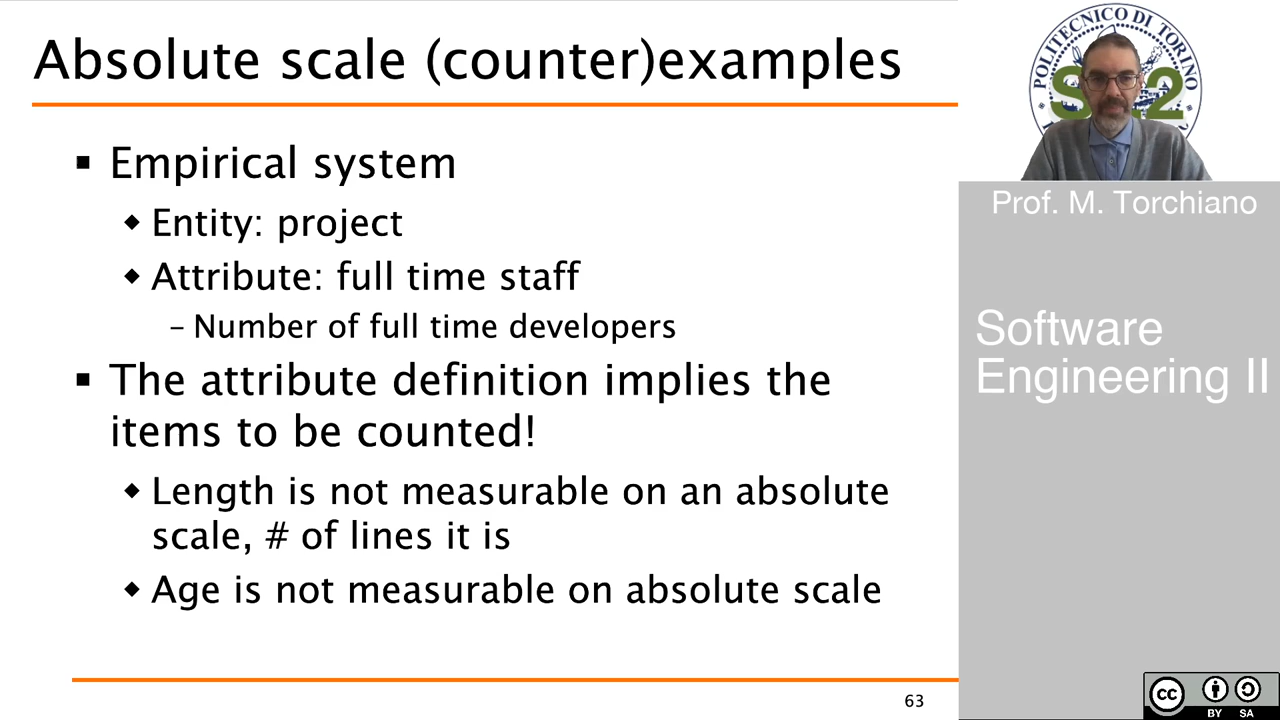 Absolute scale (counter)examples
▪ Empirical system
◆ Entity: project
◆ Attribute: full time staff
– Number of full time developers
▪ The attribute definition implies the
items to be counted!
◆ Length is not measurable on an absolute
scale, # of lines it is
◆ Age is not measurable on absolute scale
63
POLITECNICO DI TORINO
Prof. M. Torchiano
Software
Engineering II
cc
BY SA